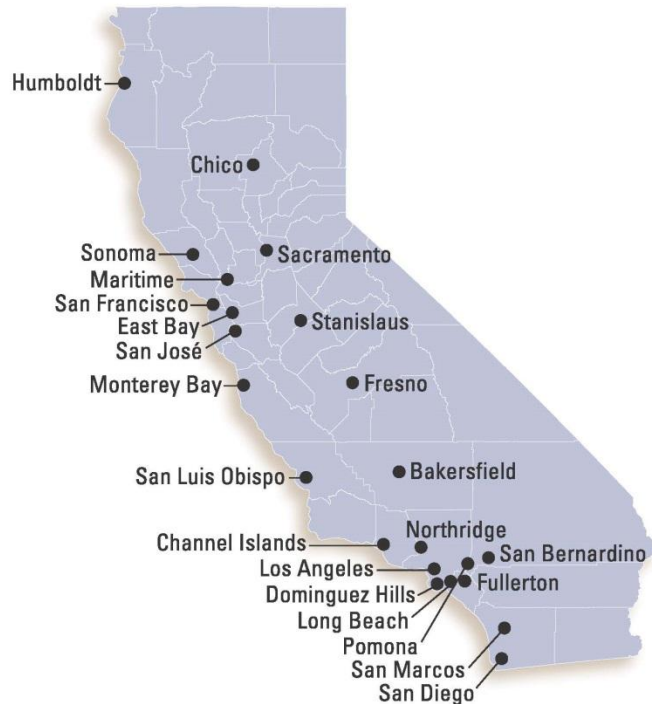 Humboldt
Chico
Sonoma
Sacramento
Maritime
San Francisco
East Bay
Stanislaus
San José
Monterey Bay
Fresno
San Luis Obispo
Bakersfield
Channel Islands
Northridge
San Bernardino
Los Angeles
Dominguez Hills
Fullerton
Long Beach
Pomona
San Marcos
San Diego